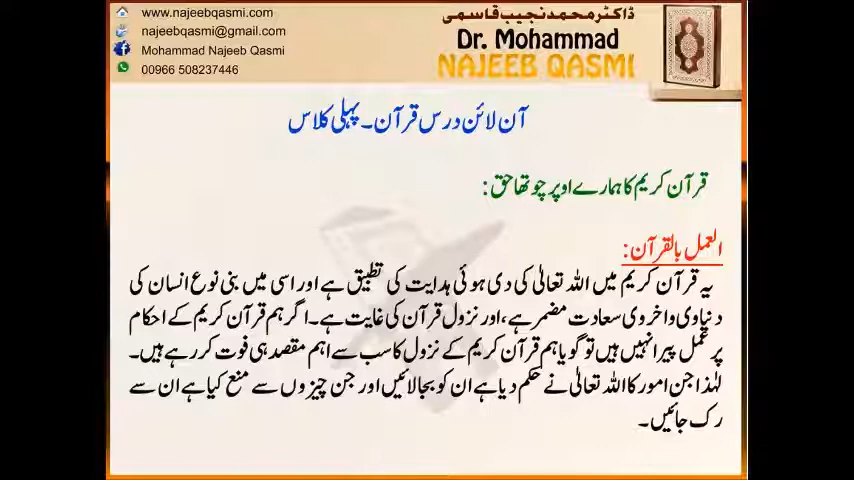 www.najeebqasmi.com
najeebqasmi@gmail.com
Mohammad Najeeb Qasmi
00966 508237446
ڈاکٹر محمد نجیب قاسمی
Dr. Mohammad
NAJEEB QASMI
آن لائن درس قرآن۔ پہلی کلاس
قرآن کریم کا ہمارے اوپر چوتھا حق:
العمل بالقرآن:
یہ قرآن کریم میں اللہ تعالیٰ کی دی ہوئی ہدایت کی تطبیق ہے اور اسی میں بنی نوع انسان کی
دنیاوی واخروی سعادت مضمر ہے، اور نزول قرآن کی غایت ہے۔ اگر ہم قرآن کریم کے احکام
پر عمل پیرا نہیں ہیں تو گویا ہم قرآن کریم کے نزول کا سب سے اہم مقصد ہی فوت کر رہے ہیں۔
لہٰذا جن امور کا اللہ تعالیٰ نے حکم دیا ہے ان کو بجا لائیں اور جن چیزوں سے منع کیا ہے ان سے
رک جائیں۔